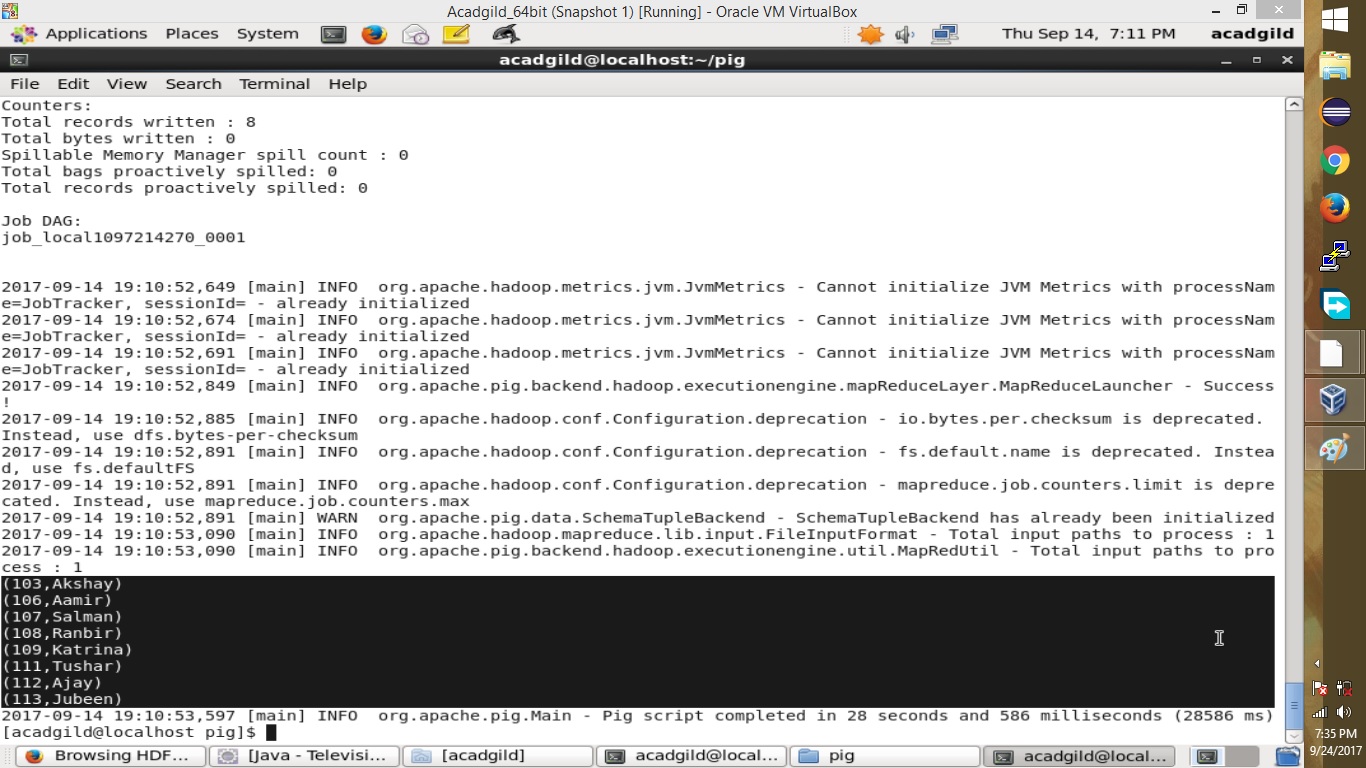 Acadgild_64bit (Snapshot 1) [Running] - Oracle VM VirtualBox
Applications Places System Thu Sep 14, 7:11 PM acadgild
acadgild@localhost:~/pig
File Edit View Search Terminal Help
Counters:
Total records written : 8
Total bytes written : 0
Spillable Memory Manager spill count : 0
Total bags proactively spilled: 0
Total records proactively spilled: 0
Job DAG:
job_local1097214270_0001
2017-09-14 19:10:52,649 [main] INFO  org.apache.hadoop.metrics.jvm.JvmMetrics - Cannot initialize JVM Metrics with processNam
e=JobTracker, sessionId= - already initialized
2017-09-14 19:10:52,674 [main] INFO  org.apache.hadoop.metrics.jvm.JvmMetrics - Cannot initialize JVM Metrics with processNam
e=JobTracker, sessionId= - already initialized
2017-09-14 19:10:52,691 [main] INFO  org.apache.hadoop.metrics.jvm.JvmMetrics - Cannot initialize JVM Metrics with processNam
e=JobTracker, sessionId= - already initialized
2017-09-14 19:10:52,849 [main] INFO  org.apache.pig.backend.hadoop.executionengine.mapReduceLayer.MapReduceLauncher - Success
!
2017-09-14 19:10:52,885 [main] INFO  org.apache.hadoop.conf.Configuration.deprecation - io.bytes.per.checksum is deprecated.
Instead, use dfs.bytes-per-checksum
2017-09-14 19:10:52,891 [main] INFO  org.apache.hadoop.conf.Configuration.deprecation - fs.default.name is deprecated. Instea
d, use fs.defaultFS
2017-09-14 19:10:52,891 [main] INFO  org.apache.hadoop.conf.Configuration.deprecation - mapreduce.job.counters.limit is depre
cated. Instead, use mapreduce.job.counters.max
2017-09-14 19:10:52,891 [main] WARN  org.apache.pig.data.SchemaTupleBackend - SchemaTupleBackend has already been initialized
2017-09-14 19:10:53,090 [main] INFO  org.apache.hadoop.mapreduce.lib.input.FileInputFormat - Total input paths to process : 1
2017-09-14 19:10:53,090 [main] INFO  org.apache.pig.backend.hadoop.executionengine.util.MapRedUtil - Total input paths to pro
cess : 1
(103,Akshay)
(106,Aamir)
(107,Salman)
(108,Ranbir)
(109,Katrina)
(111,Tushar)
(112,Ajay)
(113,Jubeen)
2017-09-14 19:10:53,597 [main] INFO  org.apache.pig.Main - Pig script completed in 28 seconds and 586 milliseconds (28586 ms)
[acadgild@localhost pig]$
Browsing HDF... [Java - Televisi... [acadgild] acadgild@local... pig acadgild@local...
7:35 PM
9/24/2017